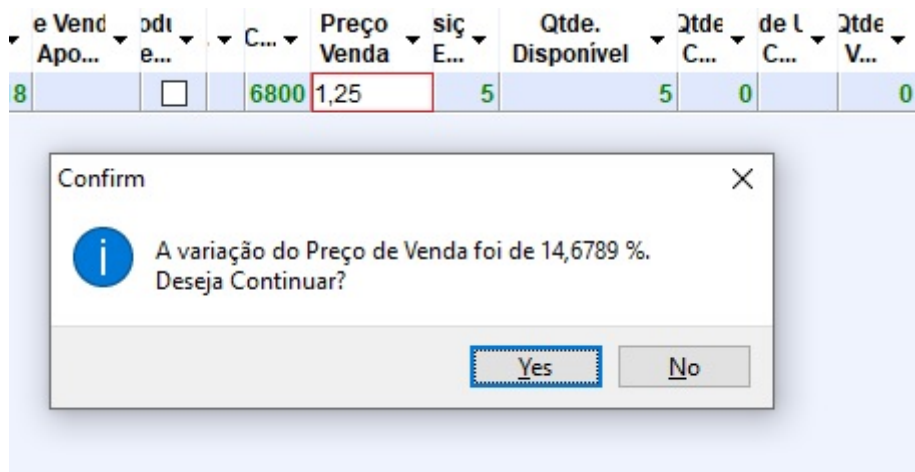 e Vend Apo...
odu e...
.
C...
Preço Venda
siç E...
Qtde. Disponível
Qtde C...
de U C...
Qtde V...
8 6800 1,25 5 5 0 0
Confirm
A variação do Preço de Venda foi de 14,6789 %.
Deseja Continuar?
Yes No